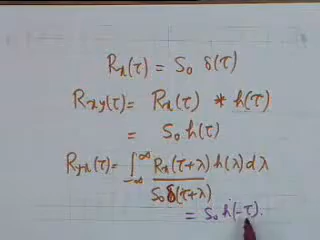 Rx(τ) = S₀ δ(τ)
Rxy(τ) = Rx(τ) * h(τ)
= S₀ h(τ)
Ryx(τ) = ∫_{-∞}^{∞} Rx(τ+λ) h(λ) dλ
S₀ δ(τ+λ)
= S₀ h(-τ).